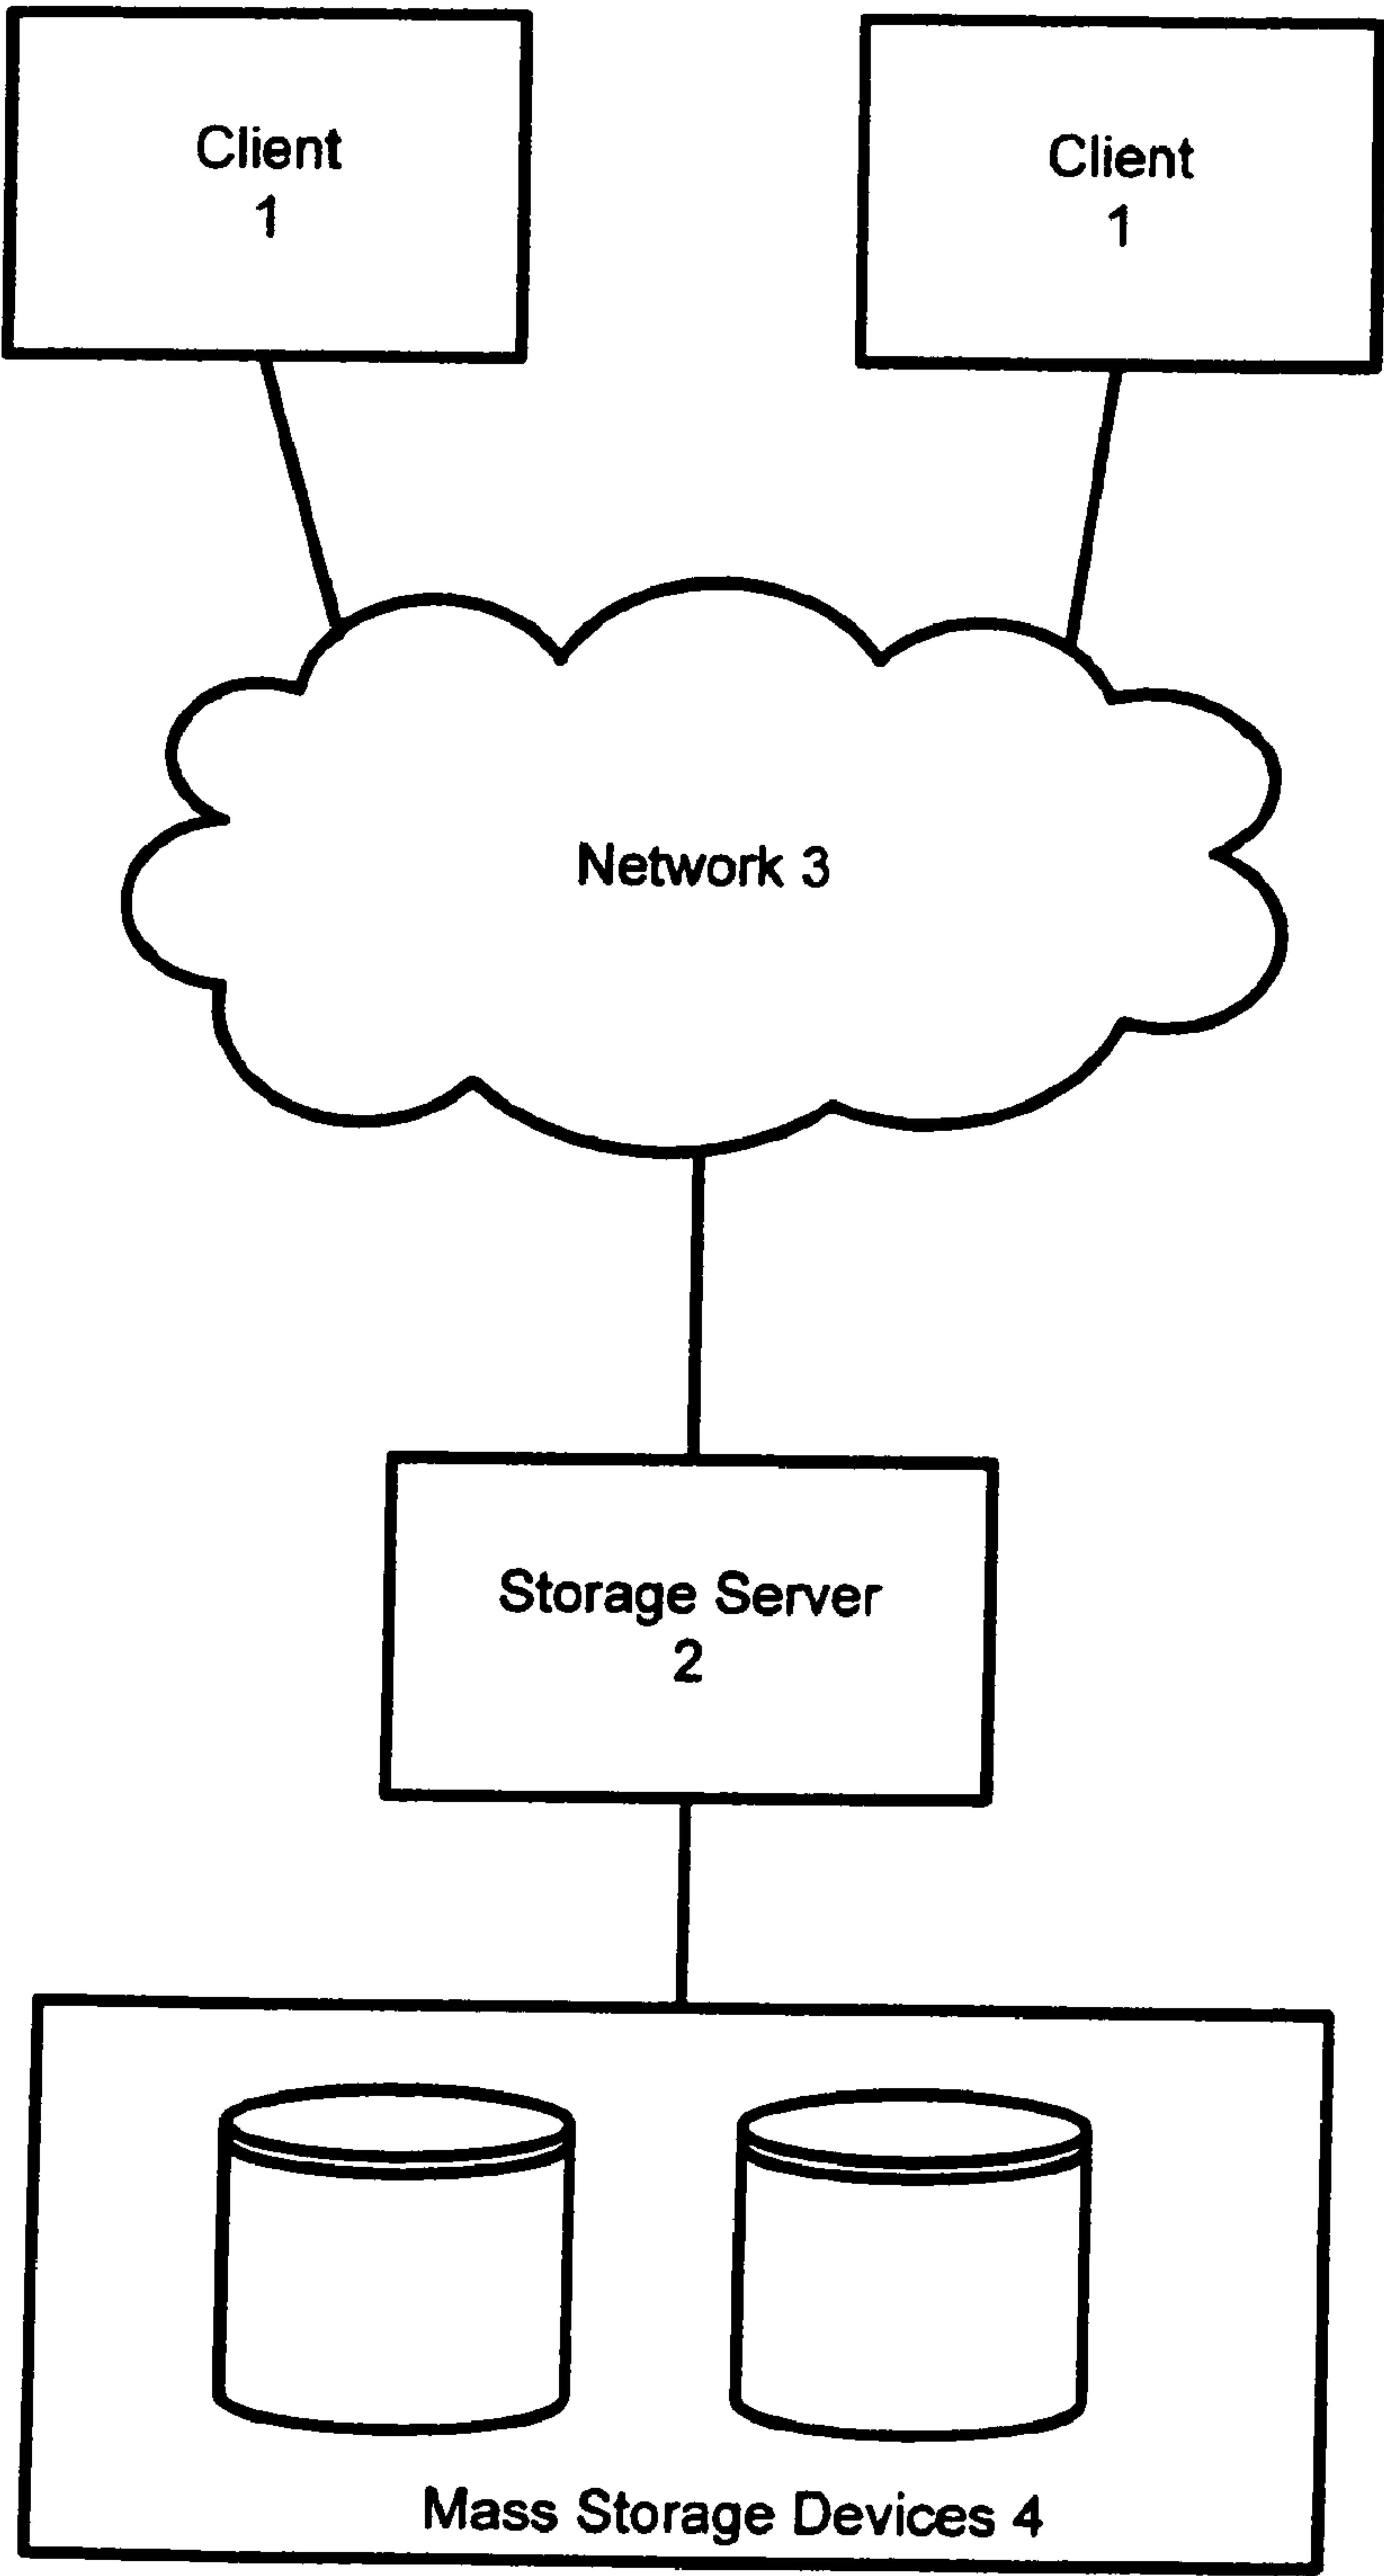 Client
1
Client
1
Network 3
Storage Server
2
Mass Storage Devices 4